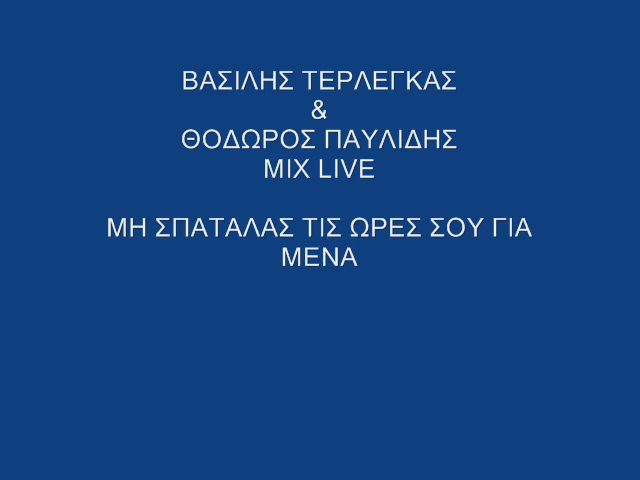 ΒΑΣΙΛΗΣ ΤΕΡΛΕΓΚΑΣ
&
ΘΟΔΩΡΟΣ ΠΑΥΛΙΔΗΣ
MIX LIVE
ΜΗ ΣΠΑΤΑΛΑΣ ΤΙΣ ΩΡΕΣ ΣΟΥ ΓΙΑ
ΜΕΝΑ